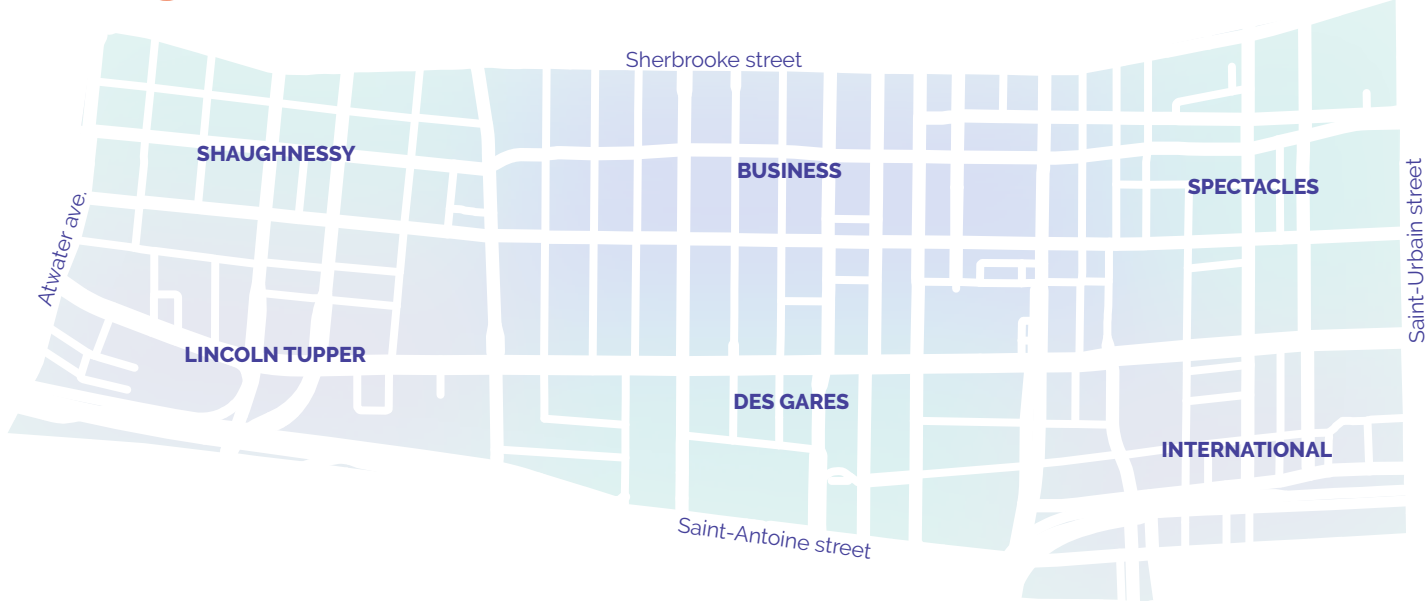 Sherbrooke street
SHAUGHNESSY
BUSINESS
SPECTACLES
Atwater ave.
Saint-Urbain street
LINCOLN TUPPER
DES GARES
INTERNATIONAL
Saint-Antoine street